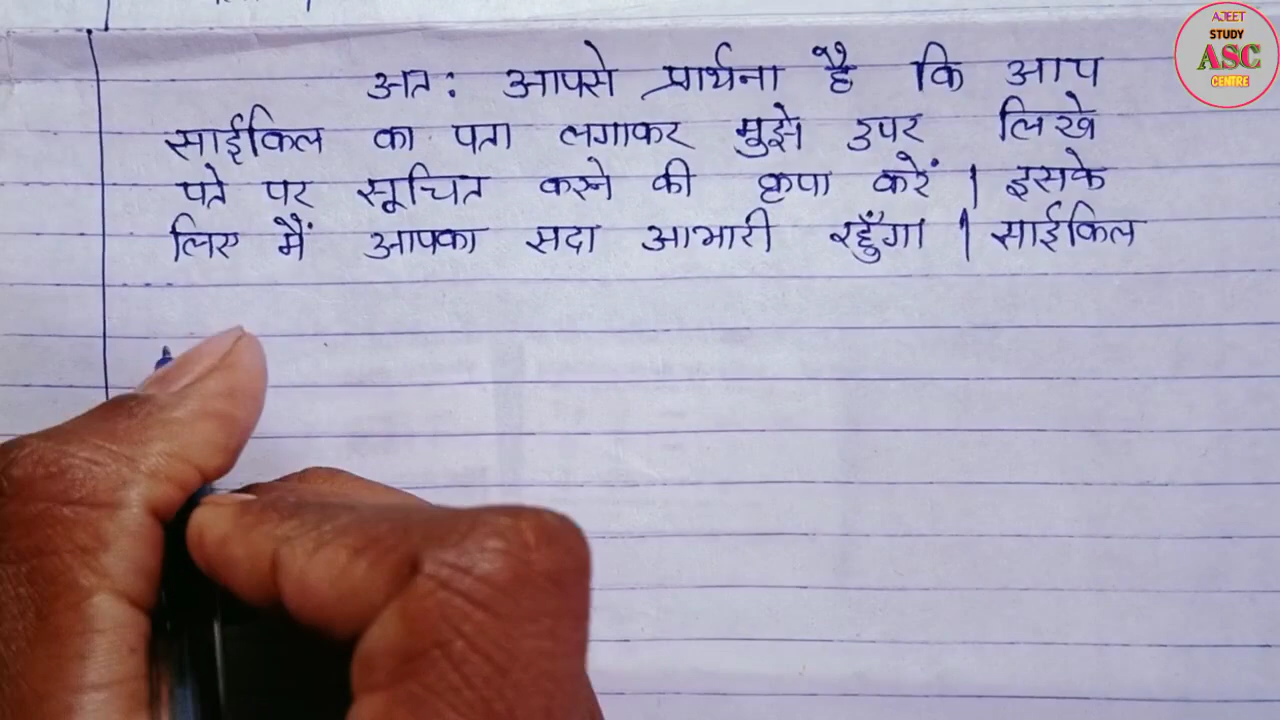 AJEET
STUDY
ASC
CENTRE
अतः आपसे प्रार्थना है कि आप
साईकिल का पता लगाकर मुझे उपर लिखे
पते पर सूचित करने की कृपा करें |  इसके
लिए मैं आपका सदा आभारी रहूँगा | साईकिल